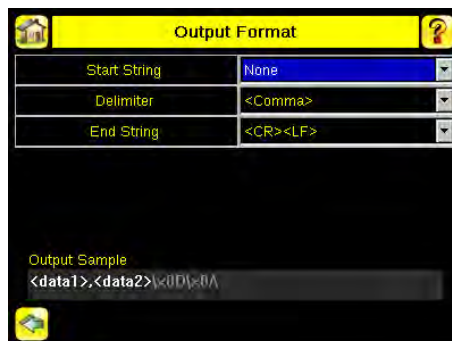 Output Format
Start String None
Delimiter <Comma>
End String <CR><LF>
Output Sample
<data1>,<data2>\x0D\x0A